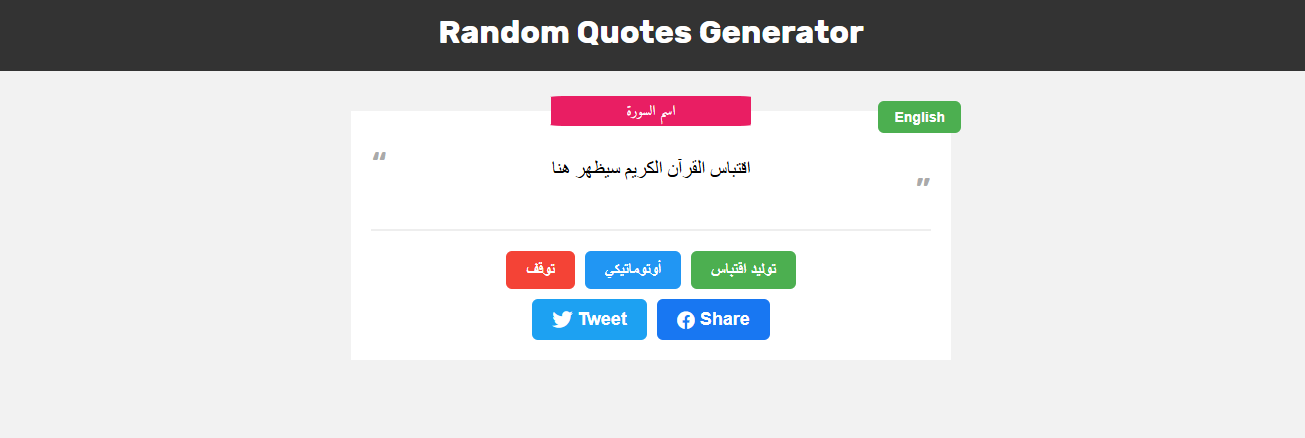 Random Quotes Generator
اسم السورة
English
“
اقتباس القرآن الكريم سيظهر هنا
”
توليد اقتباس
أوتوماتيكي
توقف
Tweet
Share